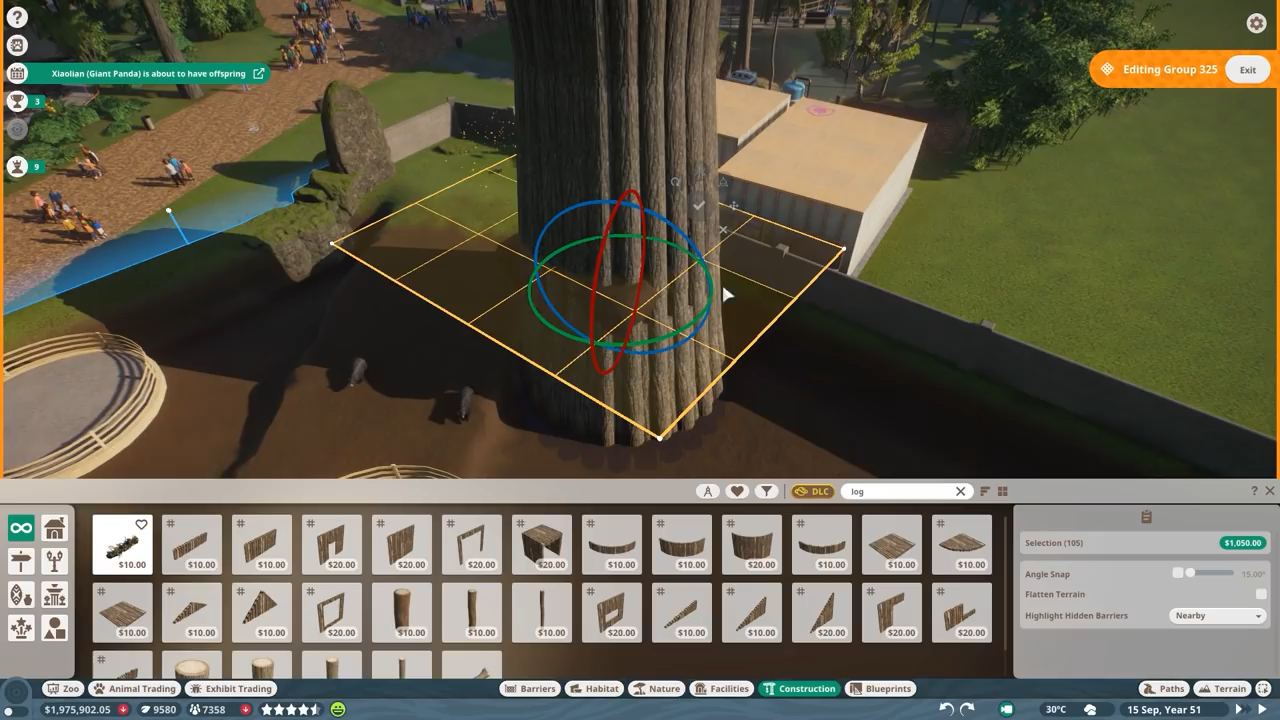 ?
Editing Group 325
Exit
Xiaolian (Giant Panda) is about to have offspring
3
9
DLC
log
?
$10.00
$10.00
$10.00
$10.00
$20.00
$10.00
$20.00
$10.00
$10.00
$20.00
$10.00
$10.00
$10.00
Selection (105)
$1,050.00
Angle Snap
15.00°
Flatten Terrain
Highlight Hidden Barriers
Nearby
$10.00
$10.00
$10.00
$20.00
$10.00
$10.00
$10.00
$20.00
$10.00
$10.00
$20.00
$20.00
$20.00
Zoo
Animal Trading
Exhibit Trading
Barriers
Habitat
Nature
Facilities
Construction
Blueprints
Paths
Terrain
$1,975,902.05
9580
7358
30°C
15 Sep, Year 51